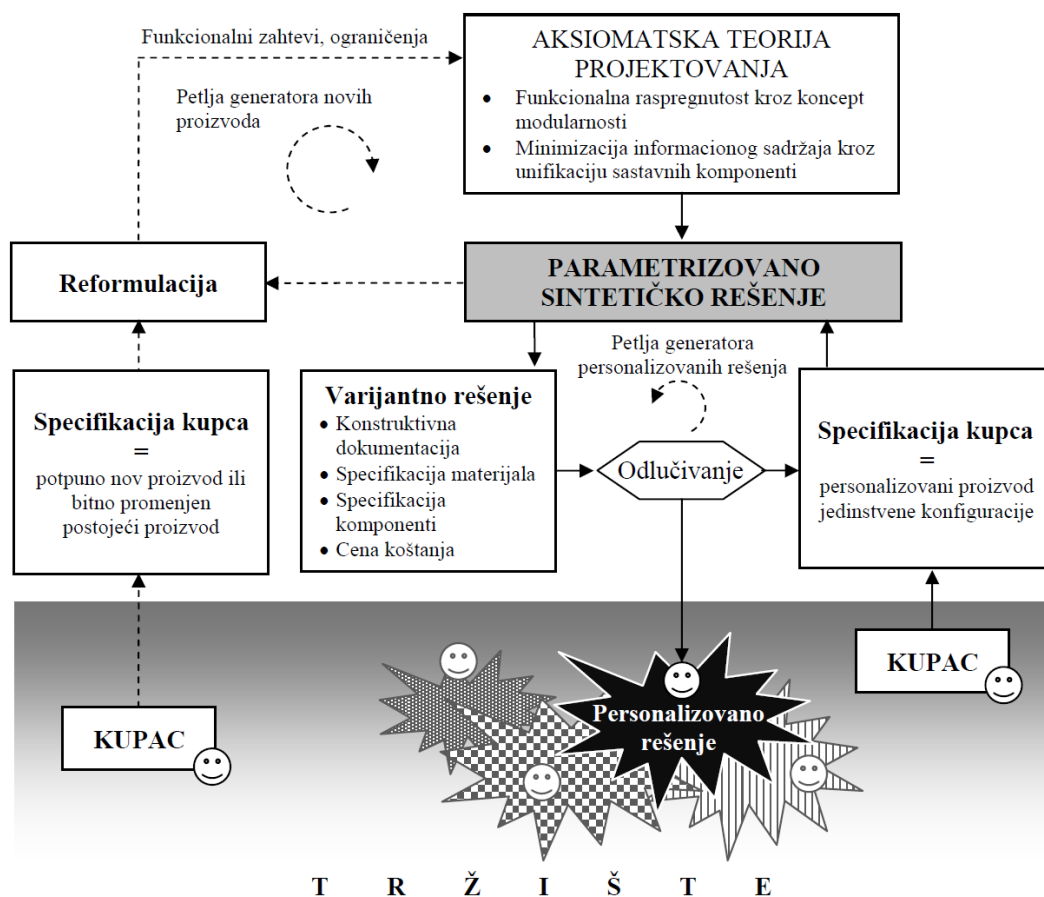 Funkcionalni zahtevi, ograničenja
AKSIOMATSKA TEORIJA
PROJEKTOVANJA
• Funkcionalna raspregnutost kroz koncept
modularnosti
• Minimizacija informacionog sadržaja kroz
unifikaciju sastavnih komponenti
Petlja generatora novih
proizvoda
Reformulacija
PARAMETRIZOVANO
SINTETIČKO REŠENJE
Petlja generatora
personalizovanih rešenja
Specifikacija kupca
=
potpuno nov proizvod ili
bitno promenjen
postojeći proizvod
Varijantno rešenje
• Konstruktivna
dokumentacija
• Specifikacija materijala
• Specifikacija
komponenti
• Cena koštanja
Odlučivanje
Specifikacija kupca
=
personalizovani proizvod
jedinstvene konfiguracije
KUPAC
KUPAC
Personalizovano
rešenje
T R Ž I Š T E